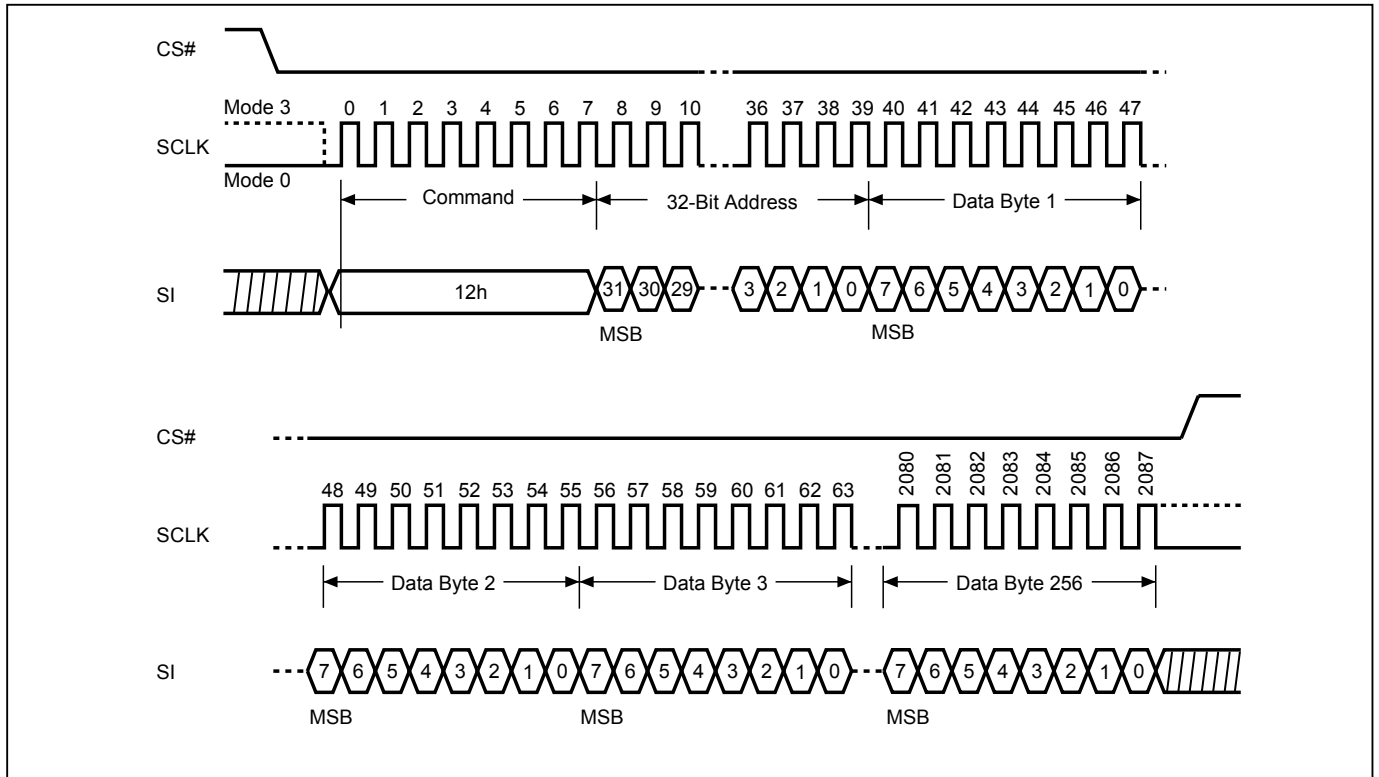 CS#
Mode 3 0 1 2 3 4 5 6 7 8 9 10 36 37 38 39 40 41 42 43 44 45 46 47
SCLK
Mode 0
Command 32-Bit Address Data Byte 1
SI 12h 31 30 29 3 2 1 0 7 6 5 4 3 2 1 0
MSB MSB
CS#
2080 2081 2082 2083 2084 2085 2086 2087
48 49 50 51 52 53 54 55 56 57 58 59 60 61 62 63
SCLK
Data Byte 2 Data Byte 3 Data Byte 256
SI 7 6 5 4 3 2 1 0 7 6 5 4 3 2 1 0 7 6 5 4 3 2 1 0
MSB MSB MSB